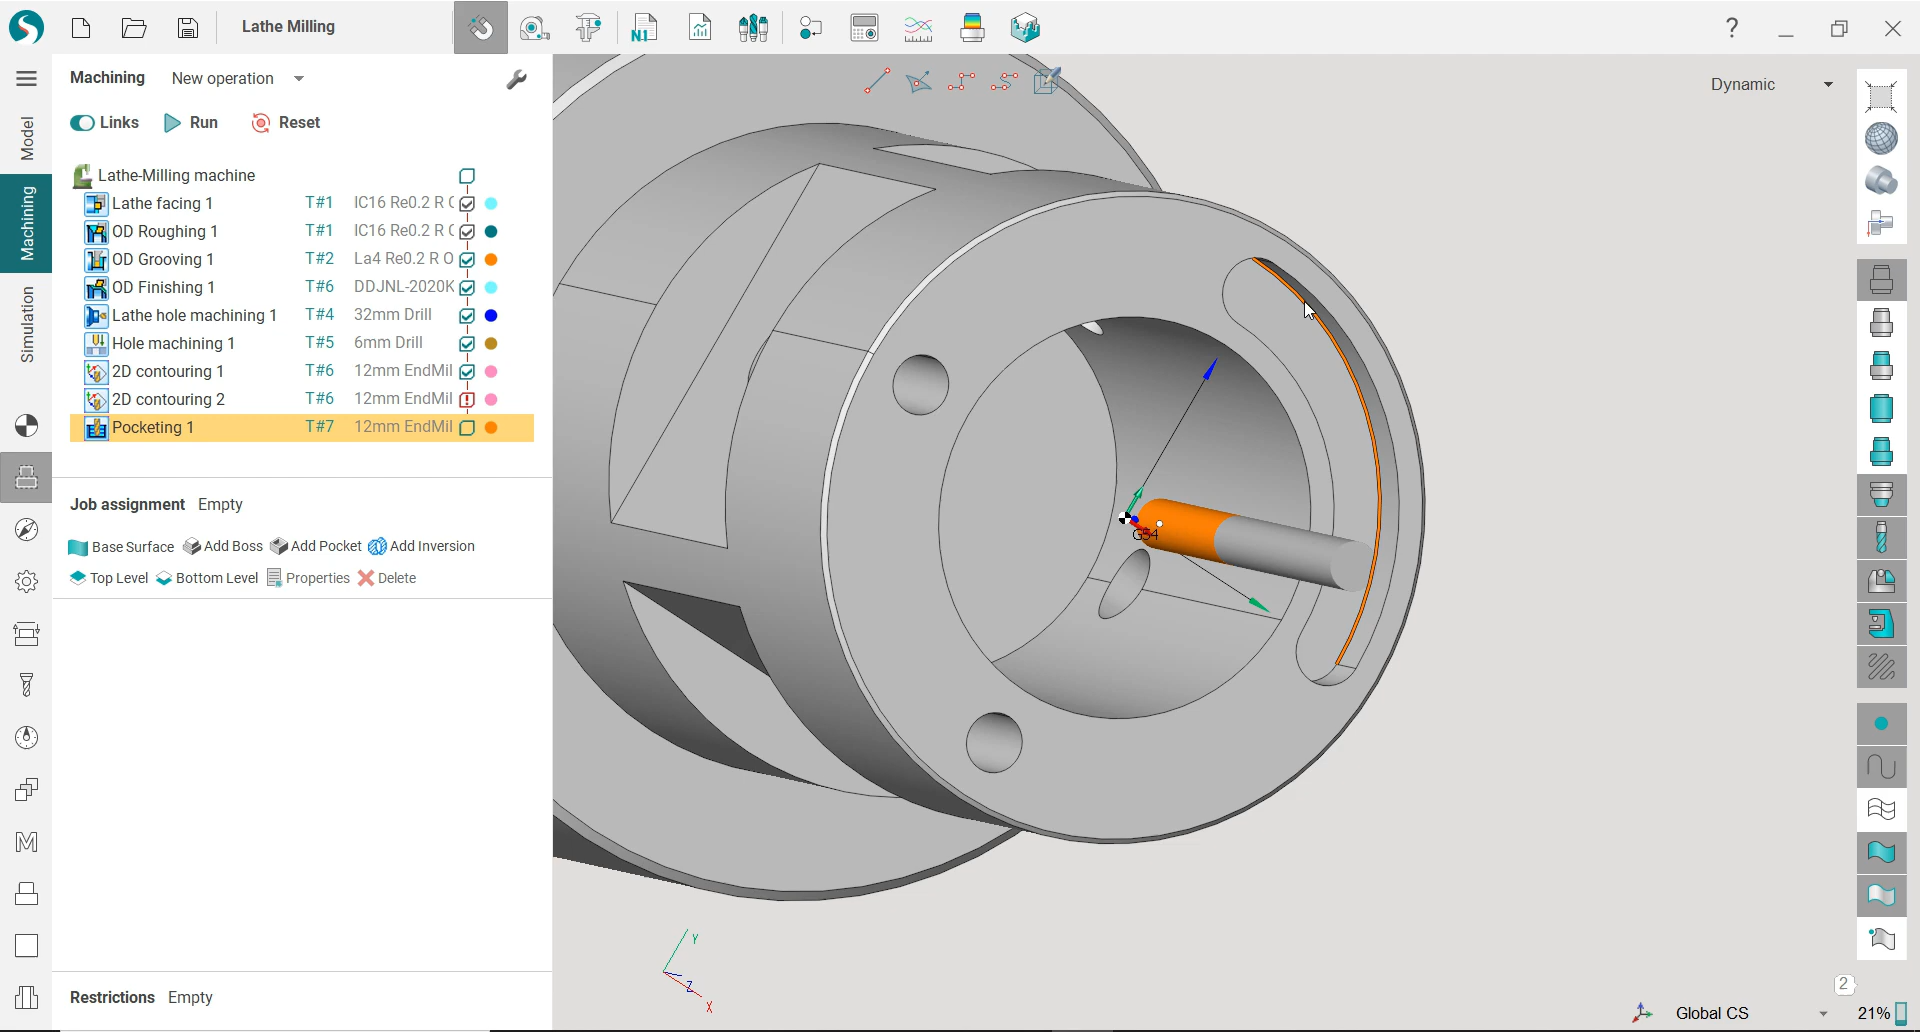 Lathe Milling
N1
?
Machining New operation
Links Run Reset
Model
Machining
Simulation
Lathe-Milling machine
Lathe facing 1 T#1 IC16 Re0.2 R
OD Roughing 1 T#1 IC16 Re0.2 R
OD Grooving 1 T#2 La4 Re0.2 R O
OD Finishing 1 T#6 DDJNL-2020K
Lathe hole machining 1 T#4 32mm Drill
Hole machining 1 T#5 6mm Drill
2D contouring 1 T#6 12mm EndMil
2D contouring 2 T#6 12mm EndMil
Pocketing 1 T#7 12mm EndMil
Job assignment Empty
Base Surface Add Boss Add Pocket Add Inversion
Top Level Bottom Level Properties Delete
Restrictions Empty
Dynamic
G54
Y
Z
X
2
Global CS 21%